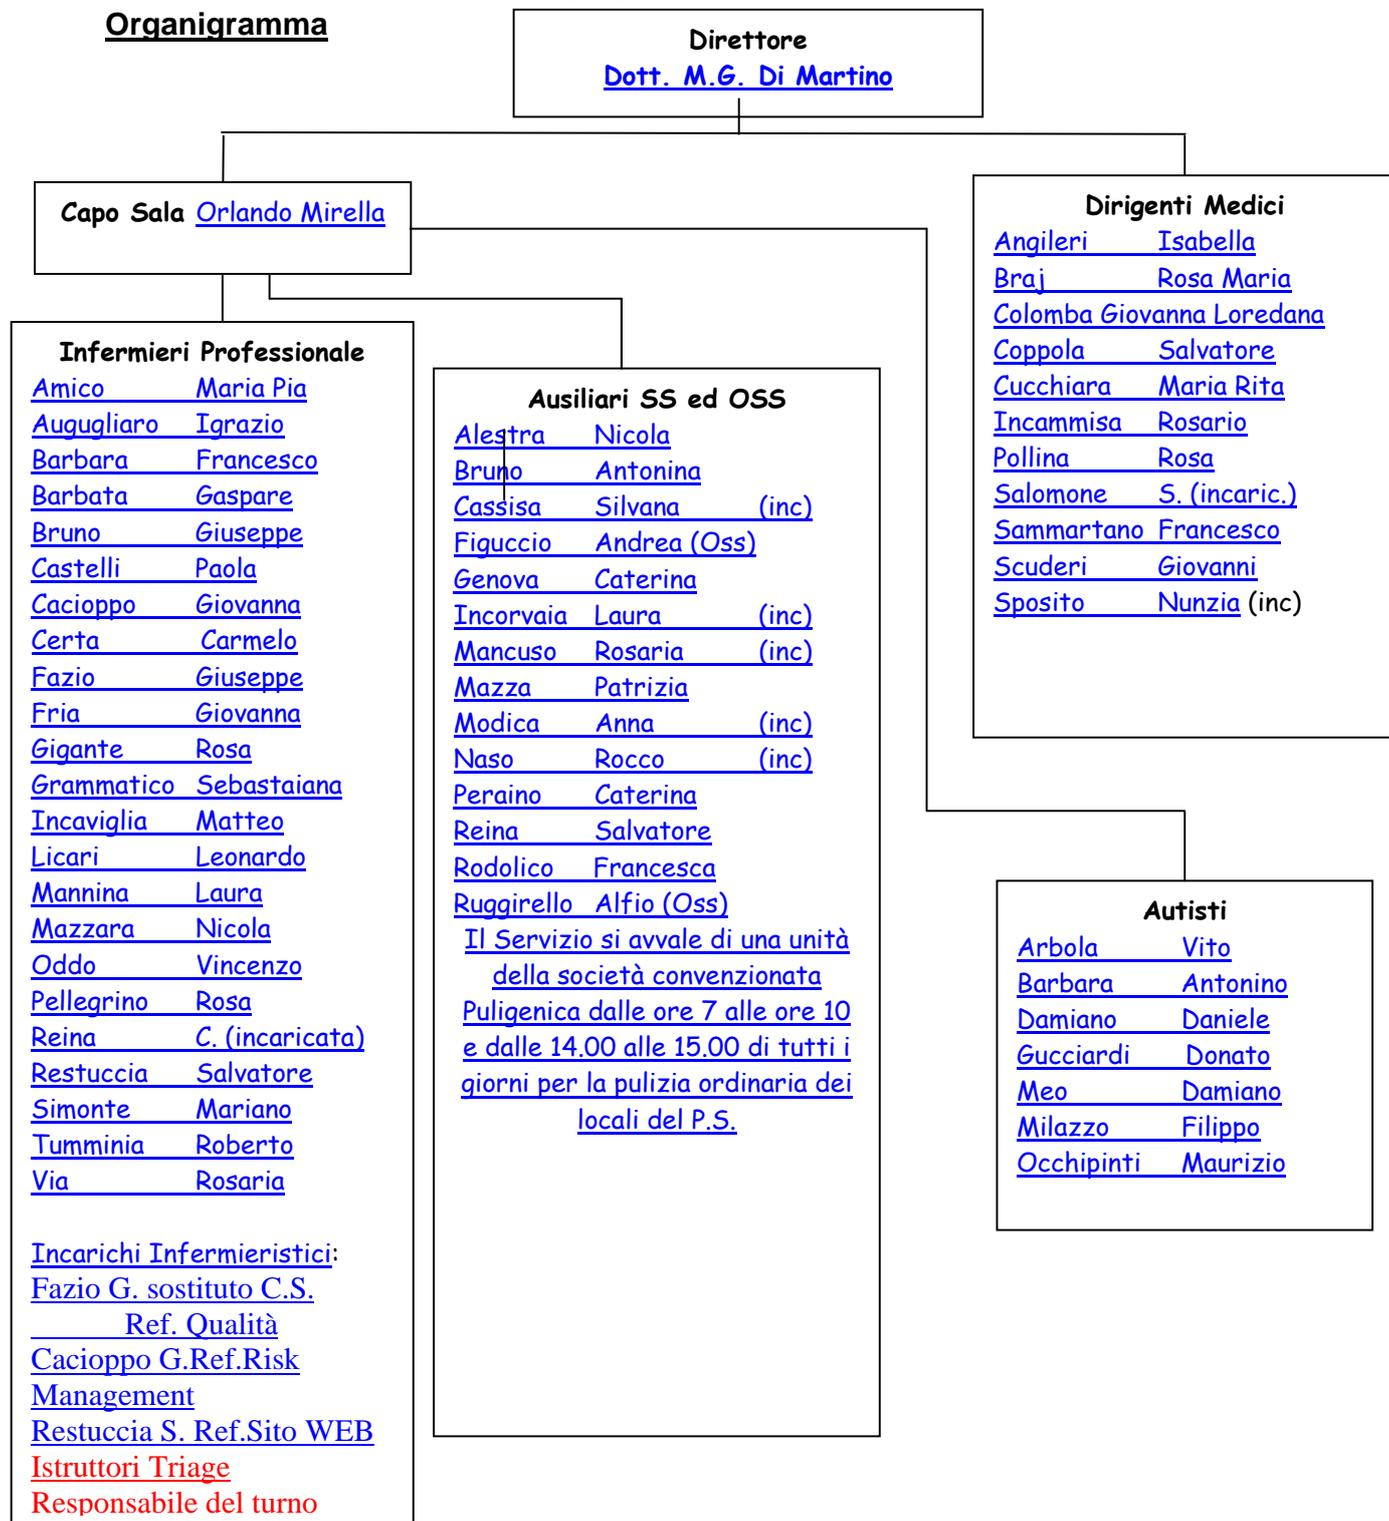 Organigramma
Direttore
Dott. M.G. Di Martino
Capo Sala Orlando Mirella
Infermieri Professionale
Amico Maria Pia
Augugliaro Igrazio
Barbara Francesco
Barbata Gaspare
Bruno Giuseppe
Castelli Paola
Cacioppo Giovanna
Certa Carmelo
Fazio Giuseppe
Fria Giovanna
Gigante Rosa
Grammatico Sebastaiana
Incaviglia Matteo
Licari Leonardo
Mannina Laura
Mazzara Nicola
Oddo Vincenzo
Pellegrino Rosa
Reina C. (incaricata)
Restuccia Salvatore
Simonte Mariano
Tumminia Roberto
Via Rosaria
Incarichi Infermieristici:
Fazio G. sostituto C.S.
Ref. Qualità
Cacioppo G.Ref.Risk
Management
Restuccia S. Ref.Sito WEB
Istruttori Triage
Responsabile del turno
Ausiliari SS ed OSS
Alestra Nicola
Bruno Antonina
Cassisa Silvana (inc)
Figuccio Andrea (Oss)
Genova Caterina
Incorvaia Laura (inc)
Mancuso Rosaria (inc)
Mazza Patrizia
Modica Anna (inc)
Naso Rocco (inc)
Peraino Caterina
Reina Salvatore
Rodolico Francesca
Ruggirello Alfio (Oss)
Il Servizio si avvale di una unità
della società convenzionata
Puligenica dalle ore 7 alle ore 10
e dalle 14.00 alle 15.00 di tutti i
giorni per la pulizia ordinaria dei
locali del P.S.
Dirigenti Medici
Angileri Isabella
Braj Rosa Maria
Colomba Giovanna Loredana
Coppola Salvatore
Cucchiara Maria Rita
Incammisa Rosario
Pollina Rosa
Salomone S. (incaric.)
Sammartano Francesco
Scuderi Giovanni
Sposito Nunzia (inc)
Autisti
Arbola Vito
Barbara Antonino
Damiano Daniele
Gucciardi Donato
Meo Damiano
Milazzo Filippo
Occhipinti Maurizio